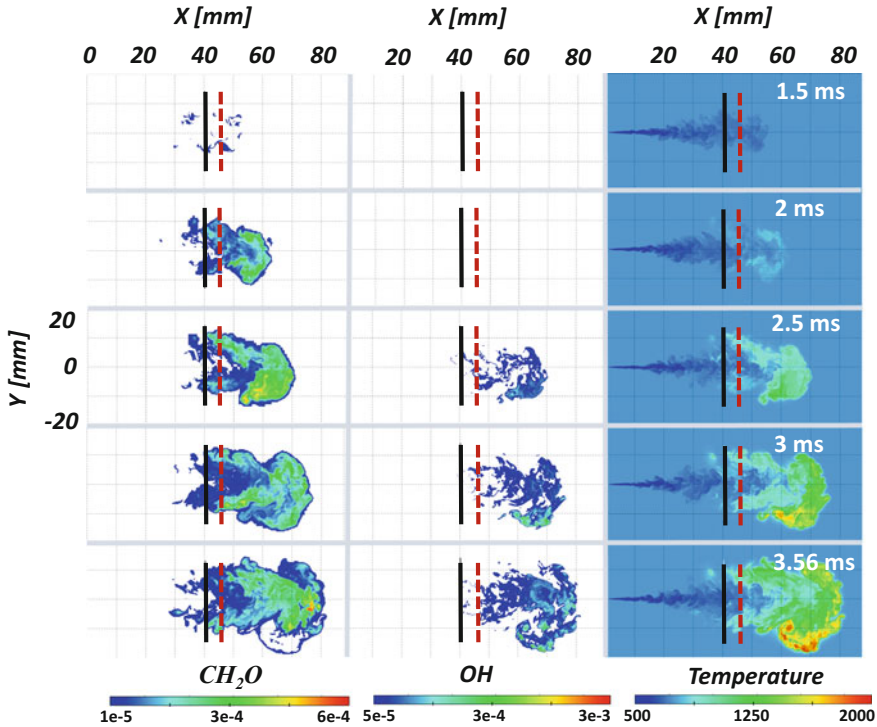 X [mm] X [mm] X [mm]
0 20 40 60 80 20 40 60 80 20 40 60 80
1.5 ms
2 ms
2.5 ms
20
0
-20
Y [mm]
3 ms
3.56 ms
CH₂O OH Temperature
1e-5 3e-4 6e-4 5e-5 3e-4 3e-3 500 1250 2000